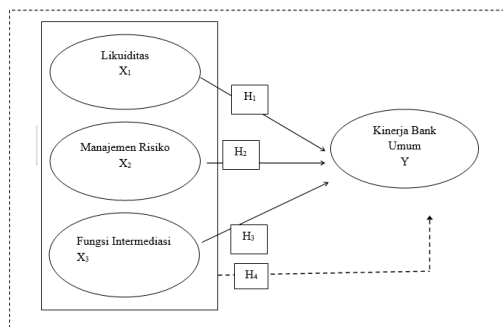 Likuiditas
X₁
H₁
Manajemen Risiko
X₂
H₂
Kinerja Bank
Umum
Y
Fungsi Intermediasi
X₃
H₃
H₄